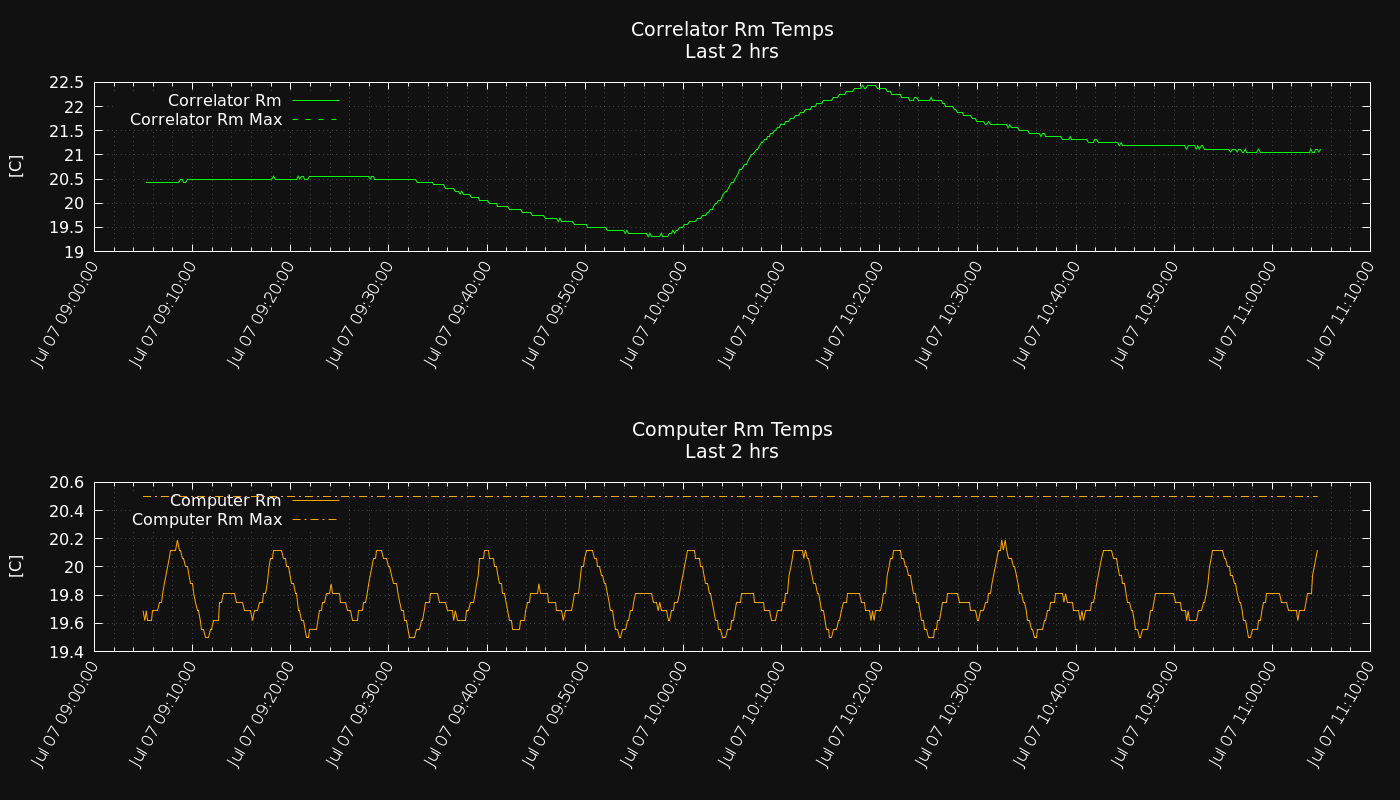 Correlator Rm Temps
Last 2 hrs
22.5
22
21.5
21
20.5
20
19.5
19
[C]
Correlator Rm
Correlator Rm Max
Jul 07 09:00:00
Jul 07 09:10:00
Jul 07 09:20:00
Jul 07 09:30:00
Jul 07 09:40:00
Jul 07 09:50:00
Jul 07 10:00:00
Jul 07 10:10:00
Jul 07 10:20:00
Jul 07 10:30:00
Jul 07 10:40:00
Jul 07 10:50:00
Jul 07 11:00:00
Jul 07 11:10:00
Computer Rm Temps
Last 2 hrs
20.6
20.4
20.2
20
19.8
19.6
19.4
[C]
Computer Rm
Computer Rm Max
Jul 07 09:00:00
Jul 07 09:10:00
Jul 07 09:20:00
Jul 07 09:30:00
Jul 07 09:40:00
Jul 07 09:50:00
Jul 07 10:00:00
Jul 07 10:10:00
Jul 07 10:20:00
Jul 07 10:30:00
Jul 07 10:40:00
Jul 07 10:50:00
Jul 07 11:00:00
Jul 07 11:10:00